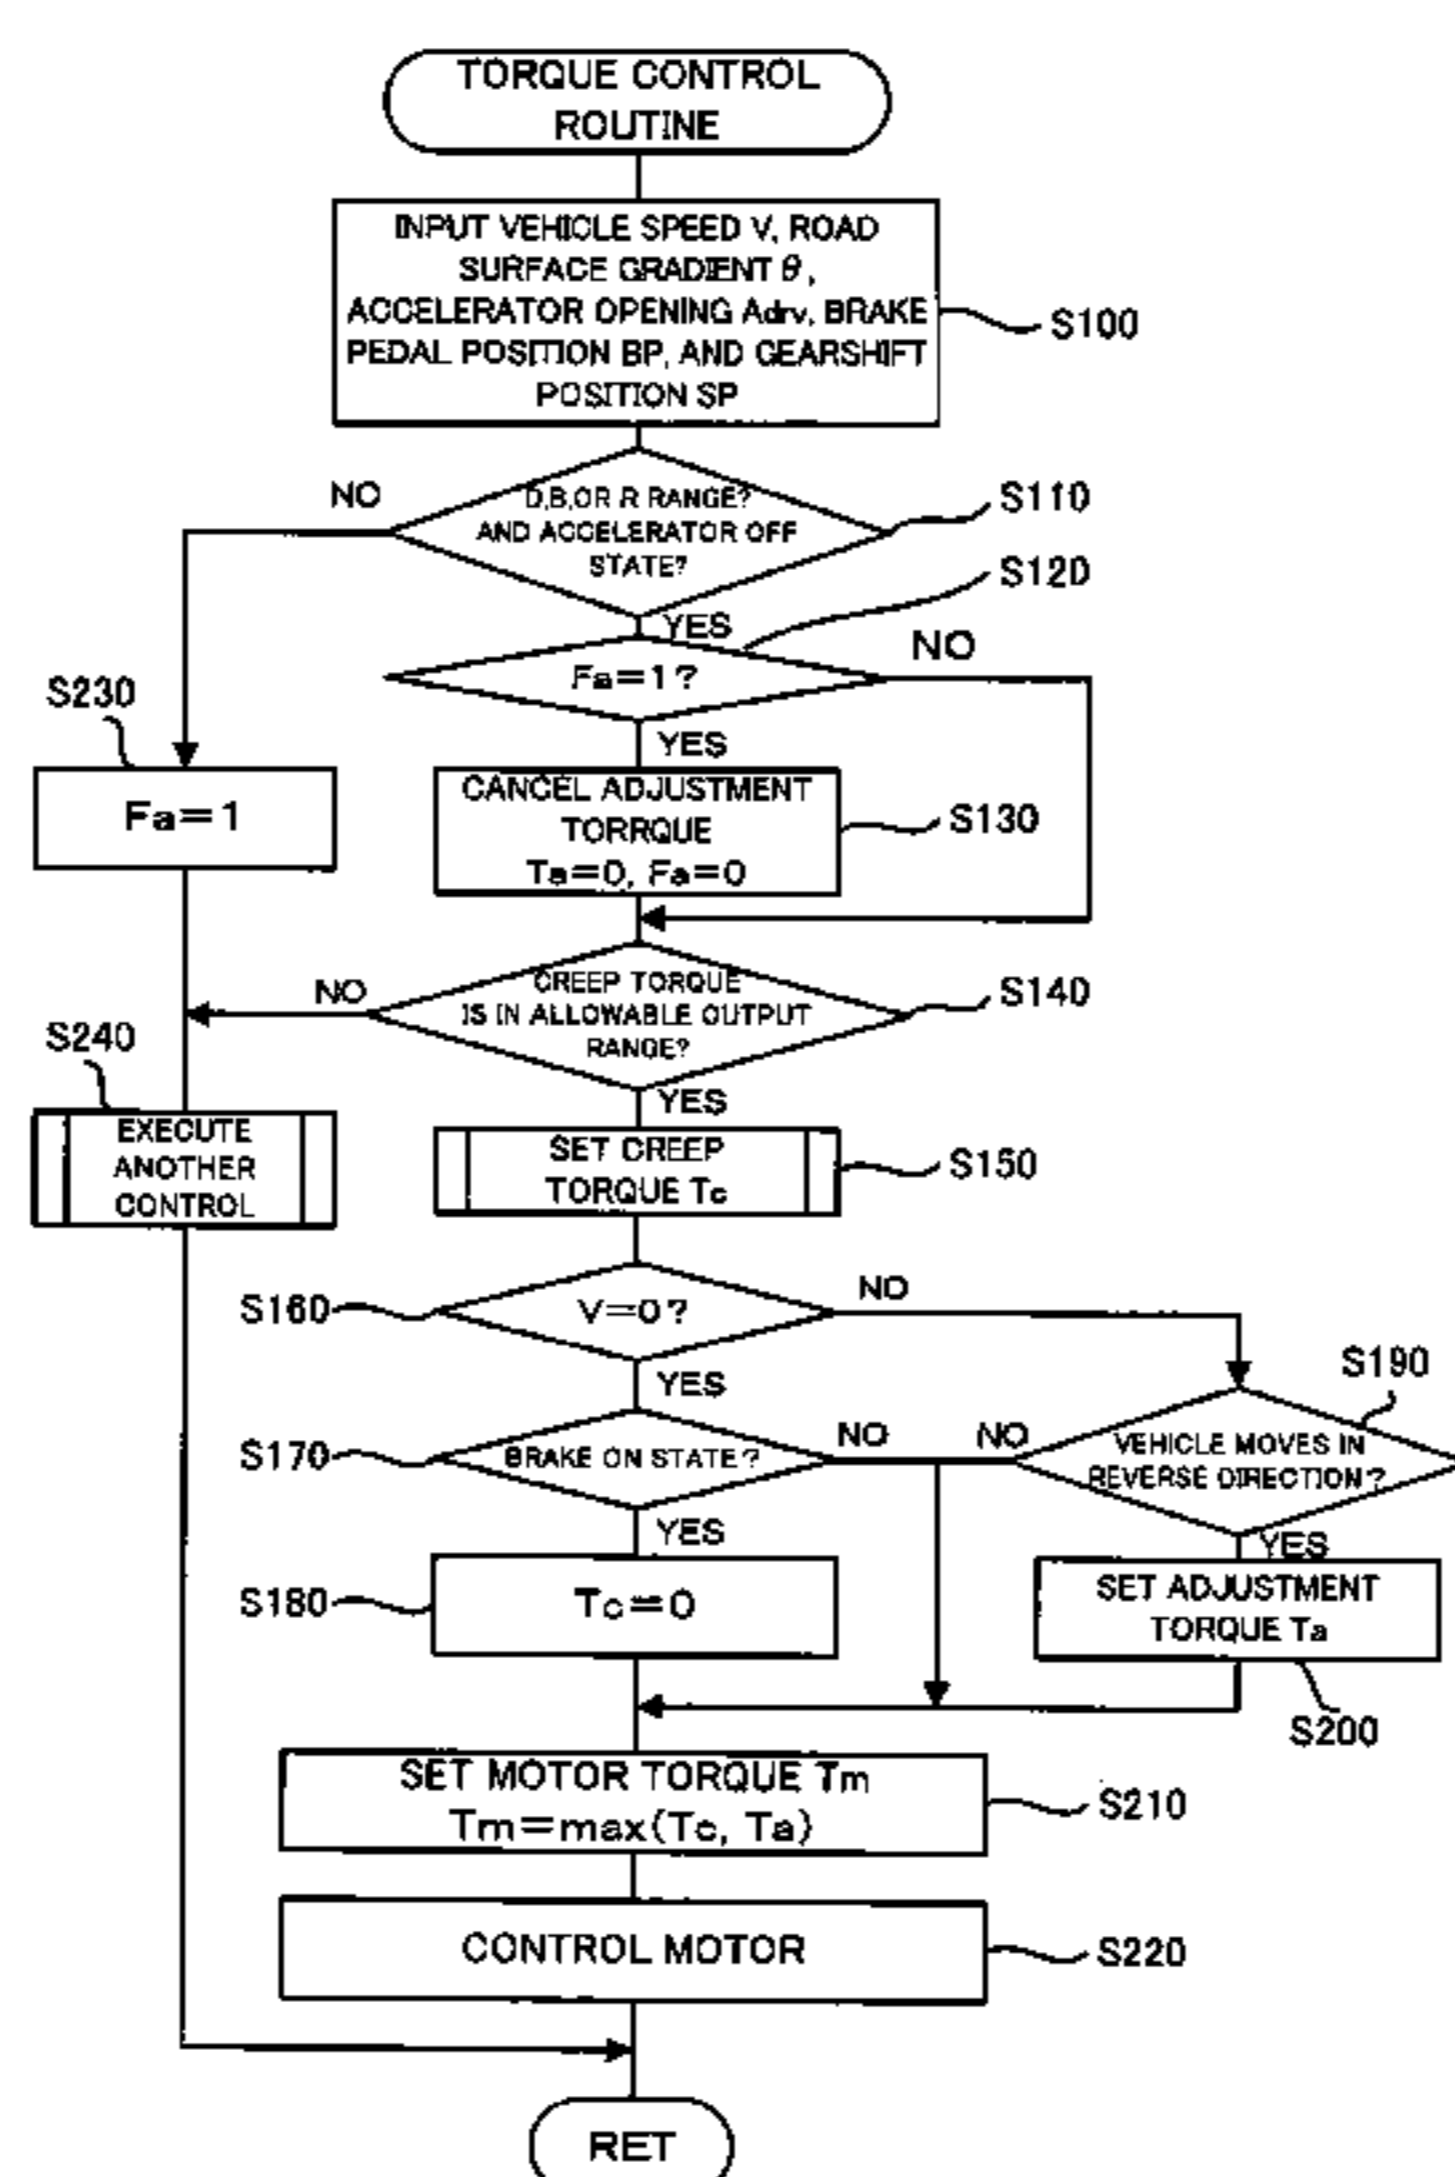 TORQUE CONTROL
ROUTINE
INPUT VEHICLE SPEED V, ROAD
SURFACE GRADIENT θ,
ACCELERATOR OPENING Adrv, BRAKE
PEDAL POSITION BP, AND GEARSHIFT
POSITION SP
S100
NO
D,B,OR R RANGE?
AND ACCELERATOR OFF
STATE?
S110
S120
YES
NO
Fa=1?
S230
YES
Fa=1
CANCEL ADJUSTMENT
TORRQUE
Ta=0, Fa=0
S130
NO
CREEP TORQUE
IS IN ALLOWABLE OUTPUT
RANGE?
S140
S240
YES
EXECUTE
ANOTHER
CONTROL
SET CREEP
TORQUE Tc
S150
S160
V=0?
NO
YES
S190
S170
BRAKE ON STATE?
NO
NO
VEHICLE MOVES IN
REVERSE DIRECTION?
YES
YES
S180
Tc=0
SET ADJUSTMENT
TORQUE Ta
S200
SET MOTOR TORQUE Tm
Tm=max(Tc, Ta)
S210
CONTROL MOTOR
S220
RET